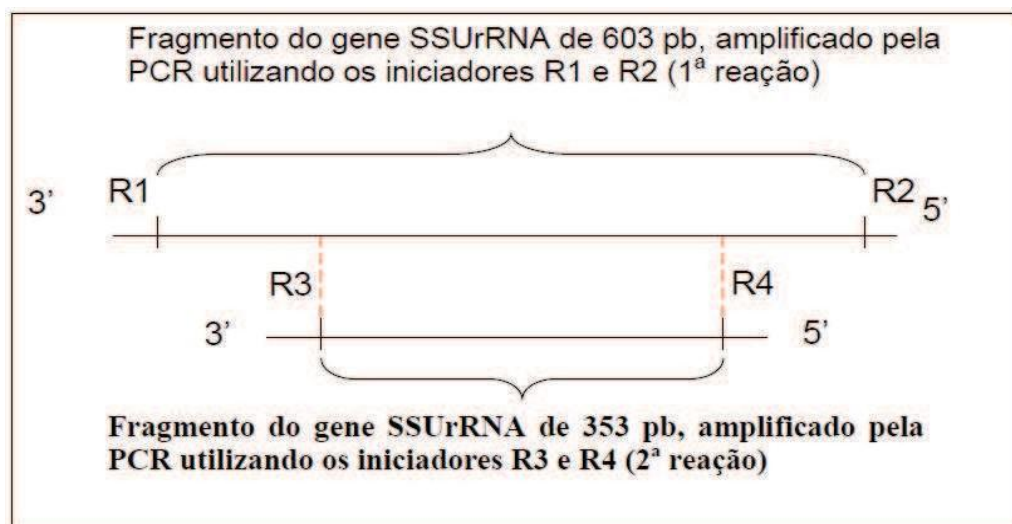 Fragmento do gene SSUrRNA de 603 pb, amplificado pela
PCR utilizando os iniciadores R1 e R2 (1ª reação)
3' R1 R2 5'
R3 R4
3' 5'
Fragmento do gene SSUrRNA de 353 pb, amplificado pela
PCR utilizando os iniciadores R3 e R4 (2ª reação)